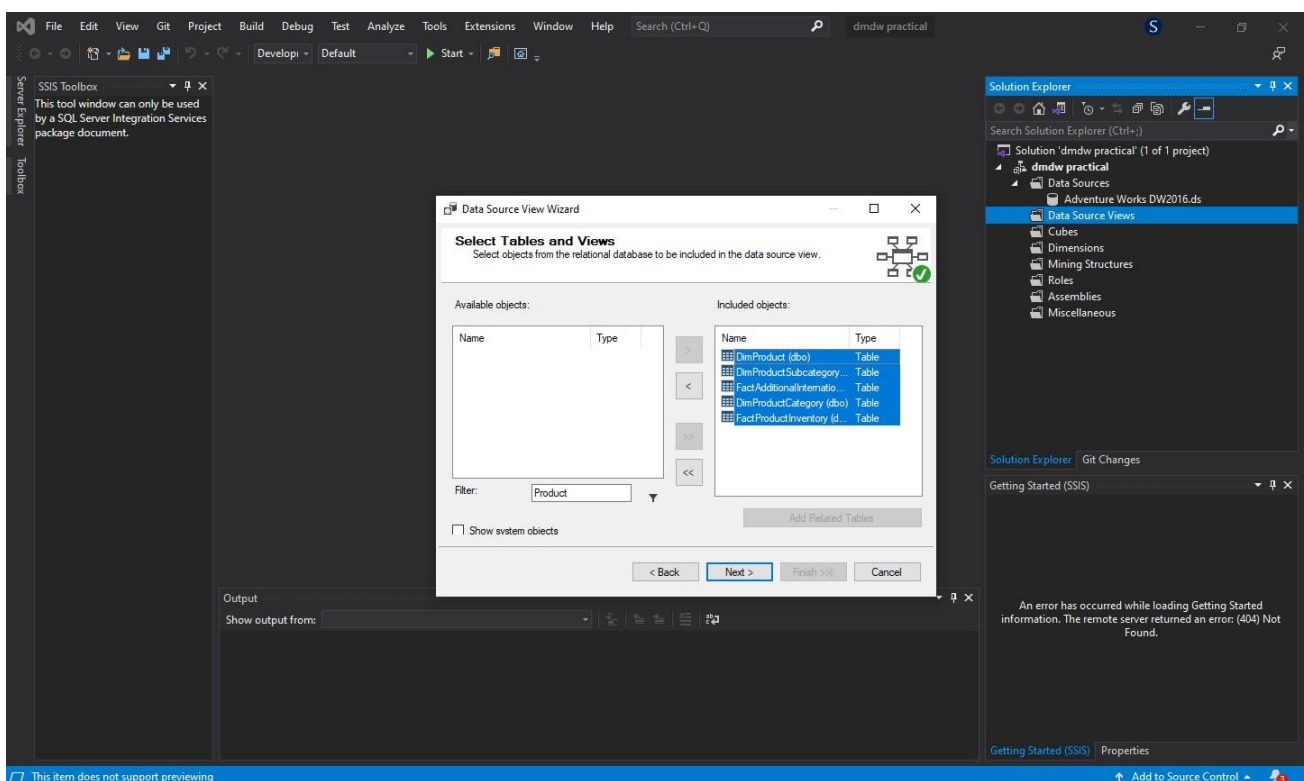 File Edit View Git Project Build Debug Test Analyze Tools Extensions Window Help Search (Ctrl+Q) dmdw practical S
Developi Default Start
Server Explorer
Toolbox
SSIS Toolbox
This tool window can only be used
by a SQL Server Integration Services
package document.
Data Source View Wizard
Select Tables and Views
Select objects from the relational database to be included in the data source view.
Available objects:
Name Type
>
<
>>
<<
Included objects:
Name Type
DimProduct (dbo) Table
DimProductSubcategory... Table
FactAdditionalInternatio... Table
DimProductCategory (dbo) Table
FactProductInventory (d... Table
Filter: Product
Show system objects
Add Related Tables
< Back Next > Finish >>| Cancel
Output
Show output from:
Solution Explorer
Search Solution Explorer (Ctrl+;)
Solution 'dmdw practical' (1 of 1 project)
dmdw practical
Data Sources
Adventure Works DW2016.ds
Data Source Views
Cubes
Dimensions
Mining Structures
Roles
Assemblies
Miscellaneous
Solution Explorer Git Changes
Getting Started (SSIS)
An error has occurred while loading Getting Started
information. The remote server returned an error: (404) Not
Found.
Getting Started (SSIS) Properties
This item does not support previewing
Add to Source Control 3